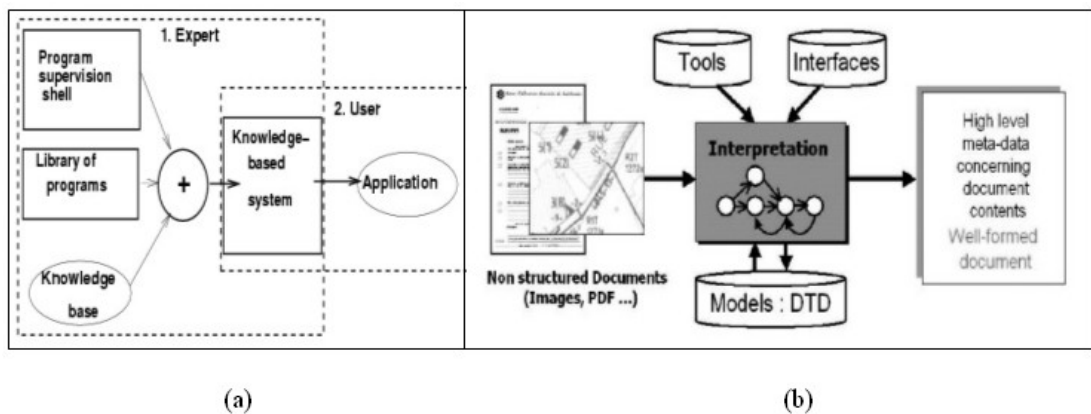 1. Expert
Program
supervision
shell
Library of
programs
Knowledge
base
+
2. User
Knowledge–
based
system
Application
(a)
Tools
Interfaces
Interpretation
Non structured Documents
(Images, PDF ...)
Models : DTD
High level
meta-data
concerning
document
contents
Well-formed
document
(b)